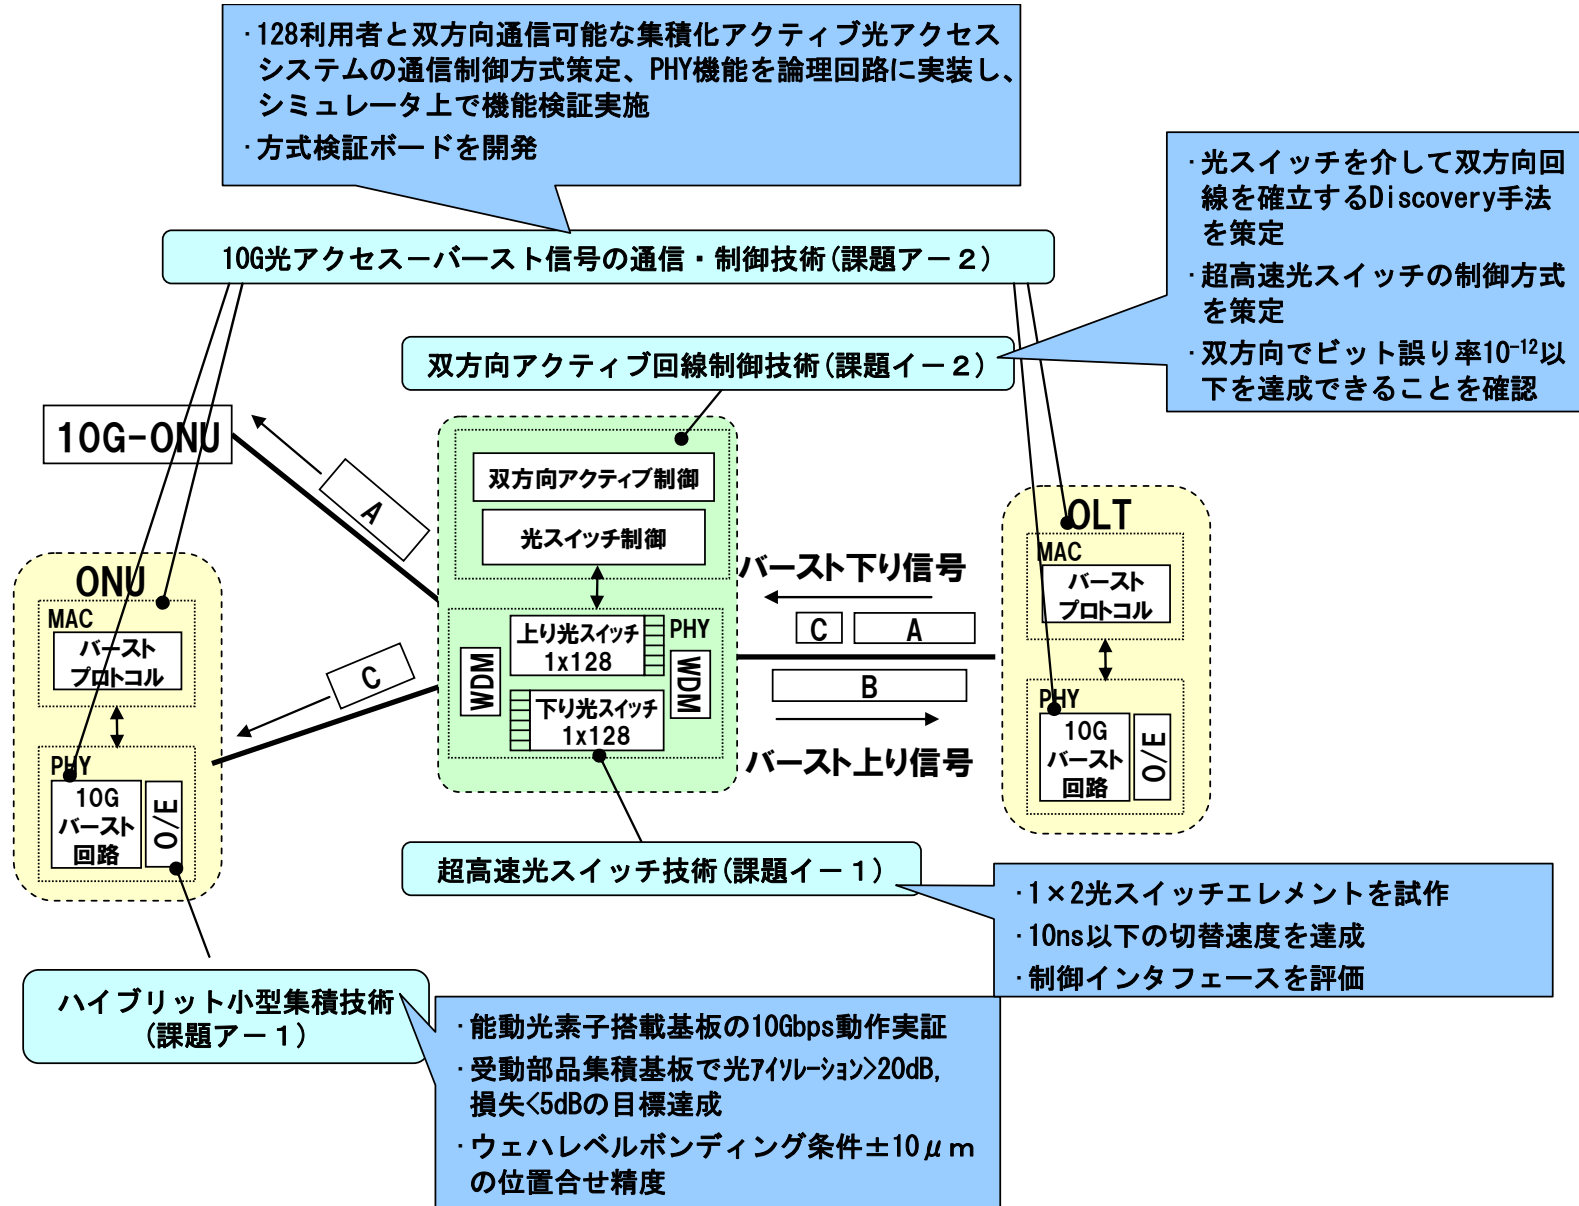 ･128利用者と双方向通信可能な集積化アクティブ光アクセス
システムの通信制御方式策定、PHY機能を論理回路に実装し、
シミュレータ上で機能検証実施
･方式検証ボードを開発
･光スイッチを介して双方向回
線を確立するDiscovery手法
を策定
･超高速光スイッチの制御方式
を策定
･双方向でビット誤り率10⁻¹²以
下を達成できることを確認
10G光アクセス－バースト信号の通信・制御技術(課題ア－２)
双方向アクティブ回線制御技術(課題イ－２)
10G-ONU
A
双方向アクティブ制御
光スイッチ制御
バースト下り信号
OLT
MAC
バースト
プロトコル
ONU
MAC
バースト
プロトコル
C
上り光スイッチ
1x128
PHY
WDM
WDM
下り光スイッチ
1x128
C
A
B
バースト上り信号
PHY
10G
バースト
回路
O/E
PHY
10G
バースト
回路
O/E
超高速光スイッチ技術(課題イ－１)
･1×2光スイッチエレメントを試作
･10ns以下の切替速度を達成
･制御インタフェースを評価
ハイブリット小型集積技術
(課題ア－１)
･能動光素子搭載基板の10Gbps動作実証
･受動部品集積基板で光ｱｲｿﾚｰｼｮﾝ>20dB,
損失<5dBの目標達成
･ウェハレベルボンディング条件±10μｍ
の位置合せ精度